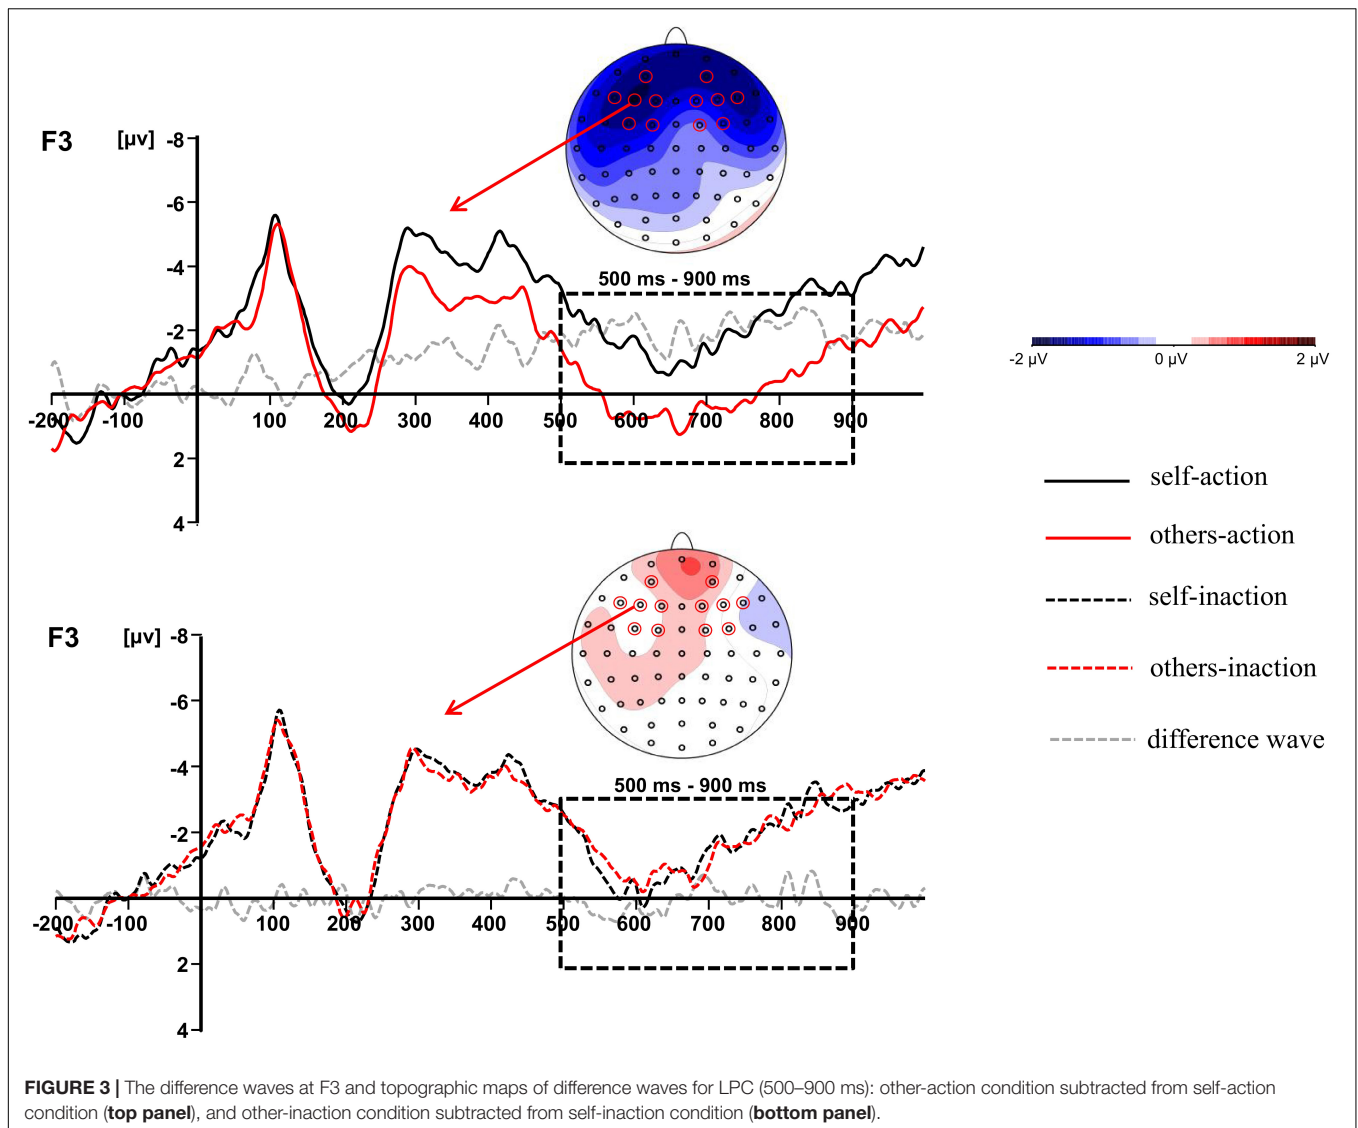 F3
[µv]
-8
-6
-4
-2
2
4
-200
-100
100
200
300
400
500
600
700
800
900
500 ms - 900 ms
-2 µV
0 µV
2 µV
self-action
others-action
self-inaction
others-inaction
difference wave
F3
[µv]
-8
-6
-4
-2
2
4
-200
-100
100
200
300
400
500
600
700
800
900
500 ms - 900 ms
FIGURE 3 | The difference waves at F3 and topographic maps of difference waves for LPC (500–900 ms): other-action condition subtracted from self-action
condition (top panel), and other-inaction condition subtracted from self-inaction condition (bottom panel).